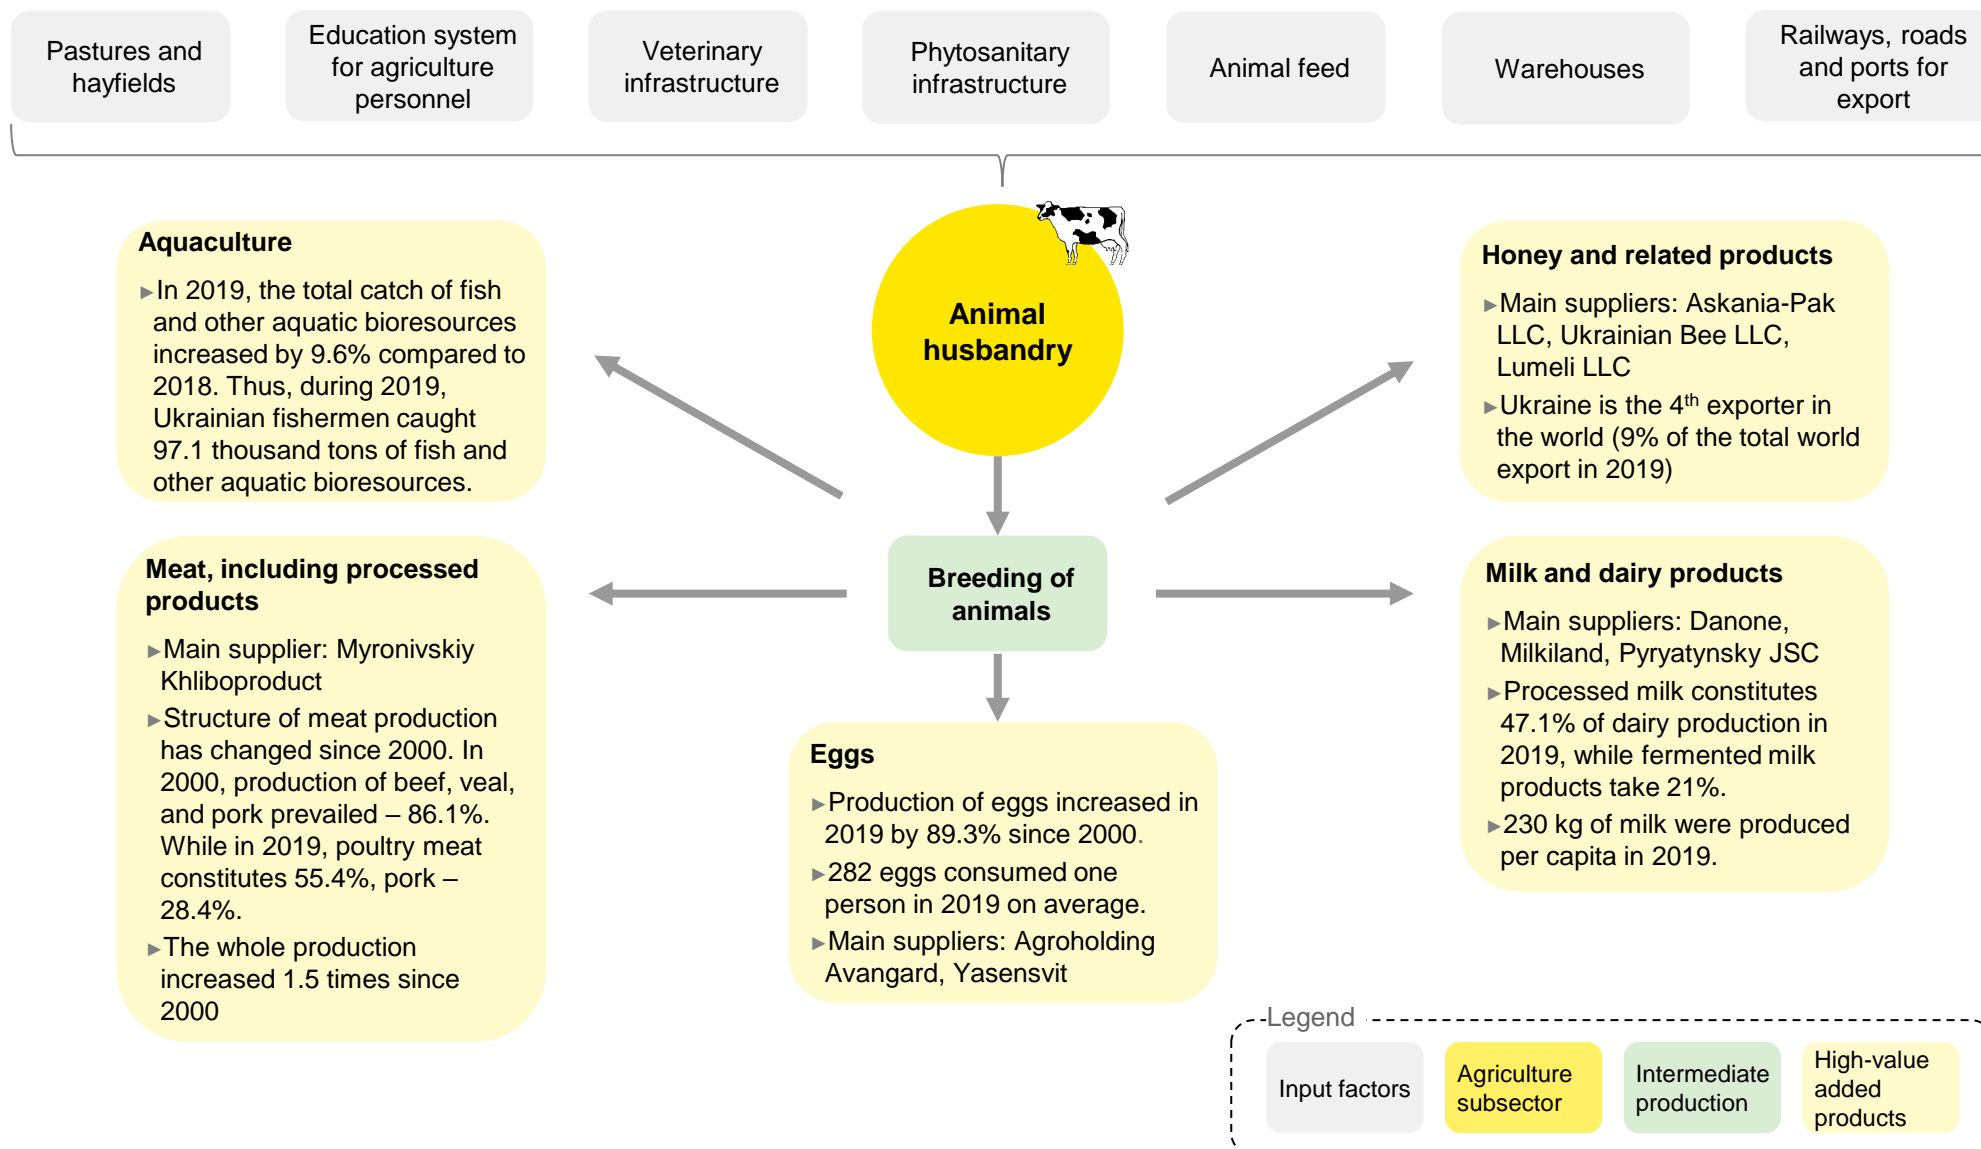 Pastures and
hayfields
Education system
for agriculture
personnel
Veterinary
infrastructure
Phytosanitary
infrastructure
Animal feed
Warehouses
Railways, roads
and ports for
export
Animal
husbandry
Aquaculture
►In 2019, the total catch of fish
and other aquatic bioresources
increased by 9.6% compared to
2018. Thus, during 2019,
Ukrainian fishermen caught
97.1 thousand tons of fish and
other aquatic bioresources.
Honey and related products
►Main suppliers: Askania-Pak
LLC, Ukrainian Bee LLC,
Lumeli LLC
►Ukraine is the 4th exporter in
the world (9% of the total world
export in 2019)
Meat, including processed
products
►Main supplier: Myronivskiy
Khliboproduct
►Structure of meat production
has changed since 2000. In
2000, production of beef, veal,
and pork prevailed – 86.1%.
While in 2019, poultry meat
constitutes 55.4%, pork –
28.4%.
►The whole production
increased 1.5 times since
2000
Breeding of
animals
Milk and dairy products
►Main suppliers: Danone,
Milkiland, Pyryatynsky JSC
►Processed milk constitutes
47.1% of dairy production in
2019, while fermented milk
products take 21%.
►230 kg of milk were produced
per capita in 2019.
Eggs
►Production of eggs increased in
2019 by 89.3% since 2000.
►282 eggs consumed one
person in 2019 on average.
►Main suppliers: Agroholding
Avangard, Yasensvit
Legend
Input factors
Agriculture
subsector
Intermediate
production
High-value
added
products